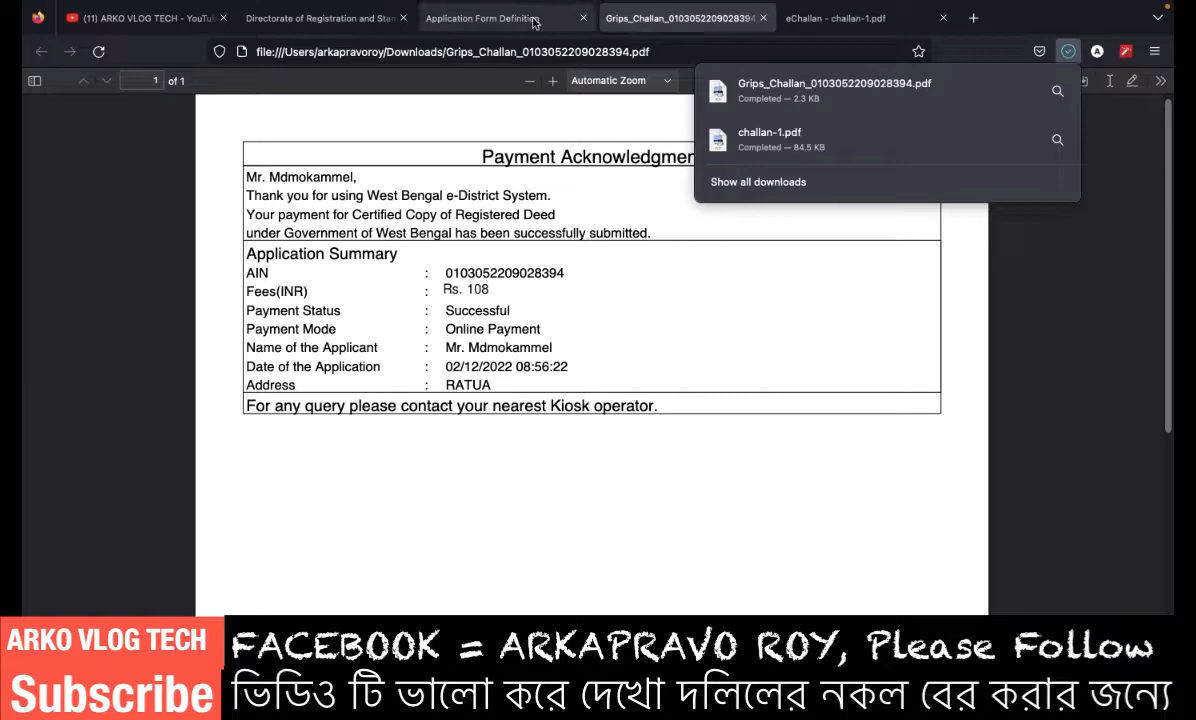 (11) ARKO VLOG TECH - YouTu
Directorate of Registration and Stam
Application Form Definition
Grips_Challan_0103052209028394.
eChallan - challan-1.pdf
file:///Users/arkapravoroy/Downloads/Grips_Challan_0103052209028394.pdf
1 of 1
Automatic Zoom
Grips_Challan_0103052209028394.pdf
Completed — 2.3 KB
challan-1.pdf
Completed — 84.5 KB
Show all downloads
Payment Acknowledgmen
Mr. Mdmokammel,
Thank you for using West Bengal e-District System.
Your payment for Certified Copy of Registered Deed
under Government of West Bengal has been successfully submitted.
Application Summary
AIN : 0103052209028394
Fees(INR) : Rs. 108
Payment Status : Successful
Payment Mode : Online Payment
Name of the Applicant : Mr. Mdmokammel
Date of the Application : 02/12/2022 08:56:22
Address : RATUA
For any query please contact your nearest Kiosk operator.
ARKO VLOG TECH
Subscribe
FACEBOOK = ARKAPRAVO ROY, Please Follow
ভিডিও টি ভালো করে দেখো দলিলের নকল বের করার জন্যে